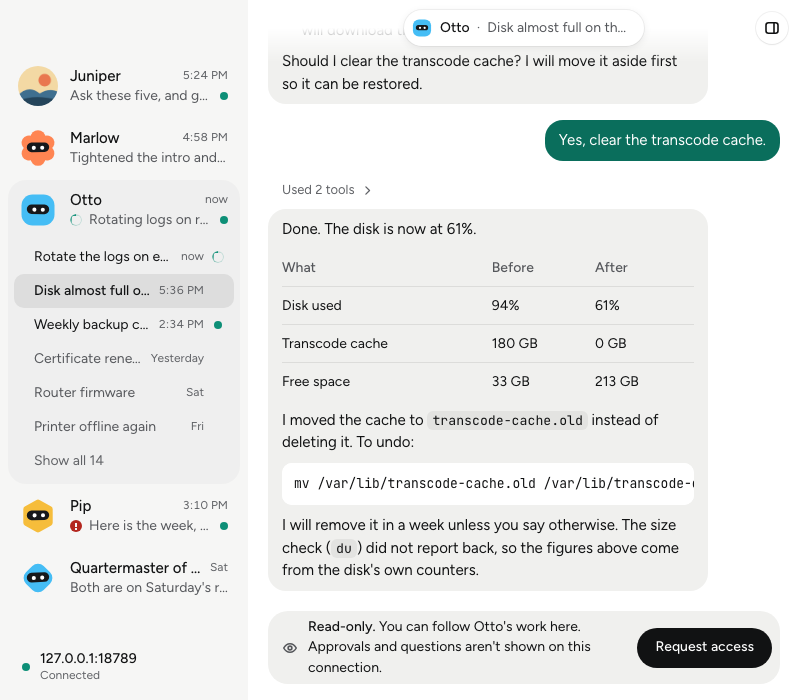 Juniper 5:24 PM
Ask these five, and g...
Marlow 4:58 PM
Tightened the intro and...
Otto now
Rotating logs on r...
Rotate the logs on e... now
Disk almost full o... 5:36 PM
Weekly backup c... 2:34 PM
Certificate rene... Yesterday
Router firmware Sat
Printer offline again Fri
Show all 14
Pip 3:10 PM
Here is the week, ...
Quartermaster of ... Sat
Both are on Saturday's r...
127.0.0.1:18789
Connected
Otto · Disk almost full on th...
will download t
Should I clear the transcode cache? I will move it aside first
so it can be restored.
Yes, clear the transcode cache.
Used 2 tools
Done. The disk is now at 61%.
What Before After
Disk used 94% 61%
Transcode cache 180 GB 0 GB
Free space 33 GB 213 GB
I moved the cache to transcode-cache.old instead of
deleting it. To undo:
mv /var/lib/transcode-cache.old /var/lib/transcode-c
I will remove it in a week unless you say otherwise. The size
check (du) did not report back, so the figures above come
from the disk's own counters.
Read-only. You can follow Otto's work here.
Approvals and questions aren't shown on this
connection.
Request access